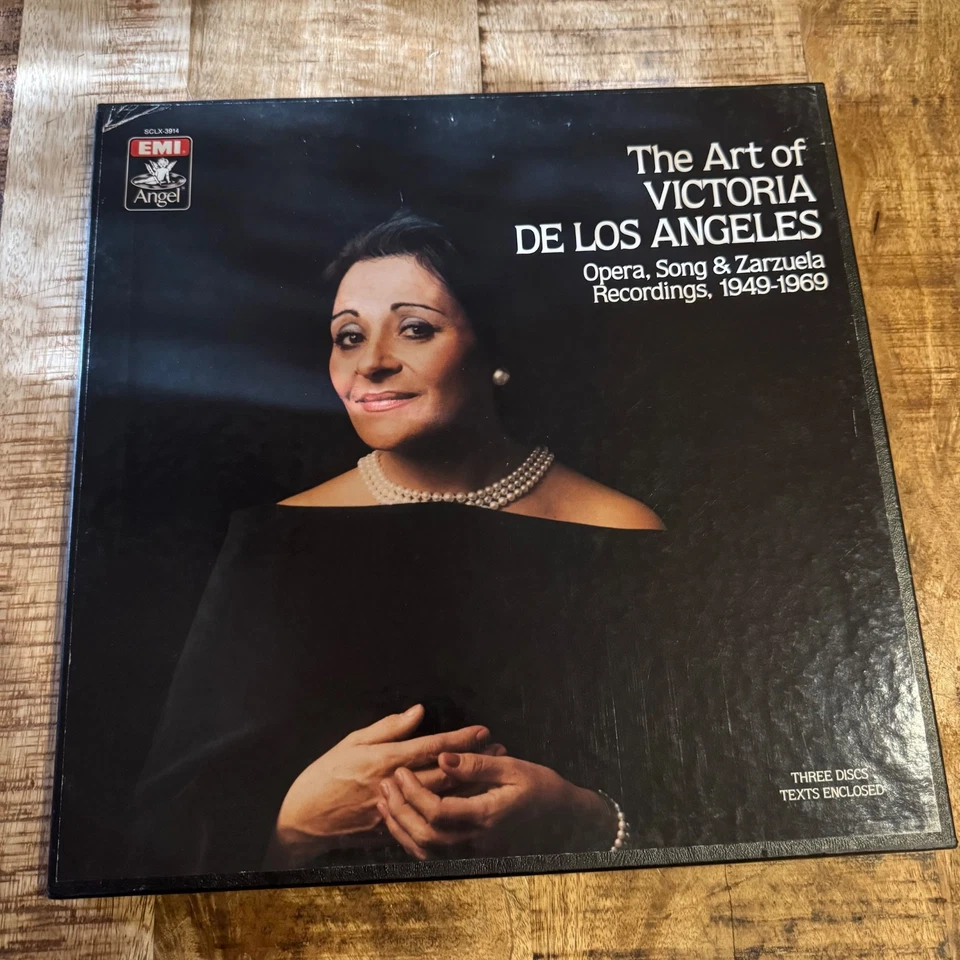 SCLX-3914
EMI
Angel
The Art of
VICTORIA
DE LOS ANGELES
Opera, Song & Zarzuela
Recordings, 1949-1969
THREE DISCS
TEXTS ENCLOSED